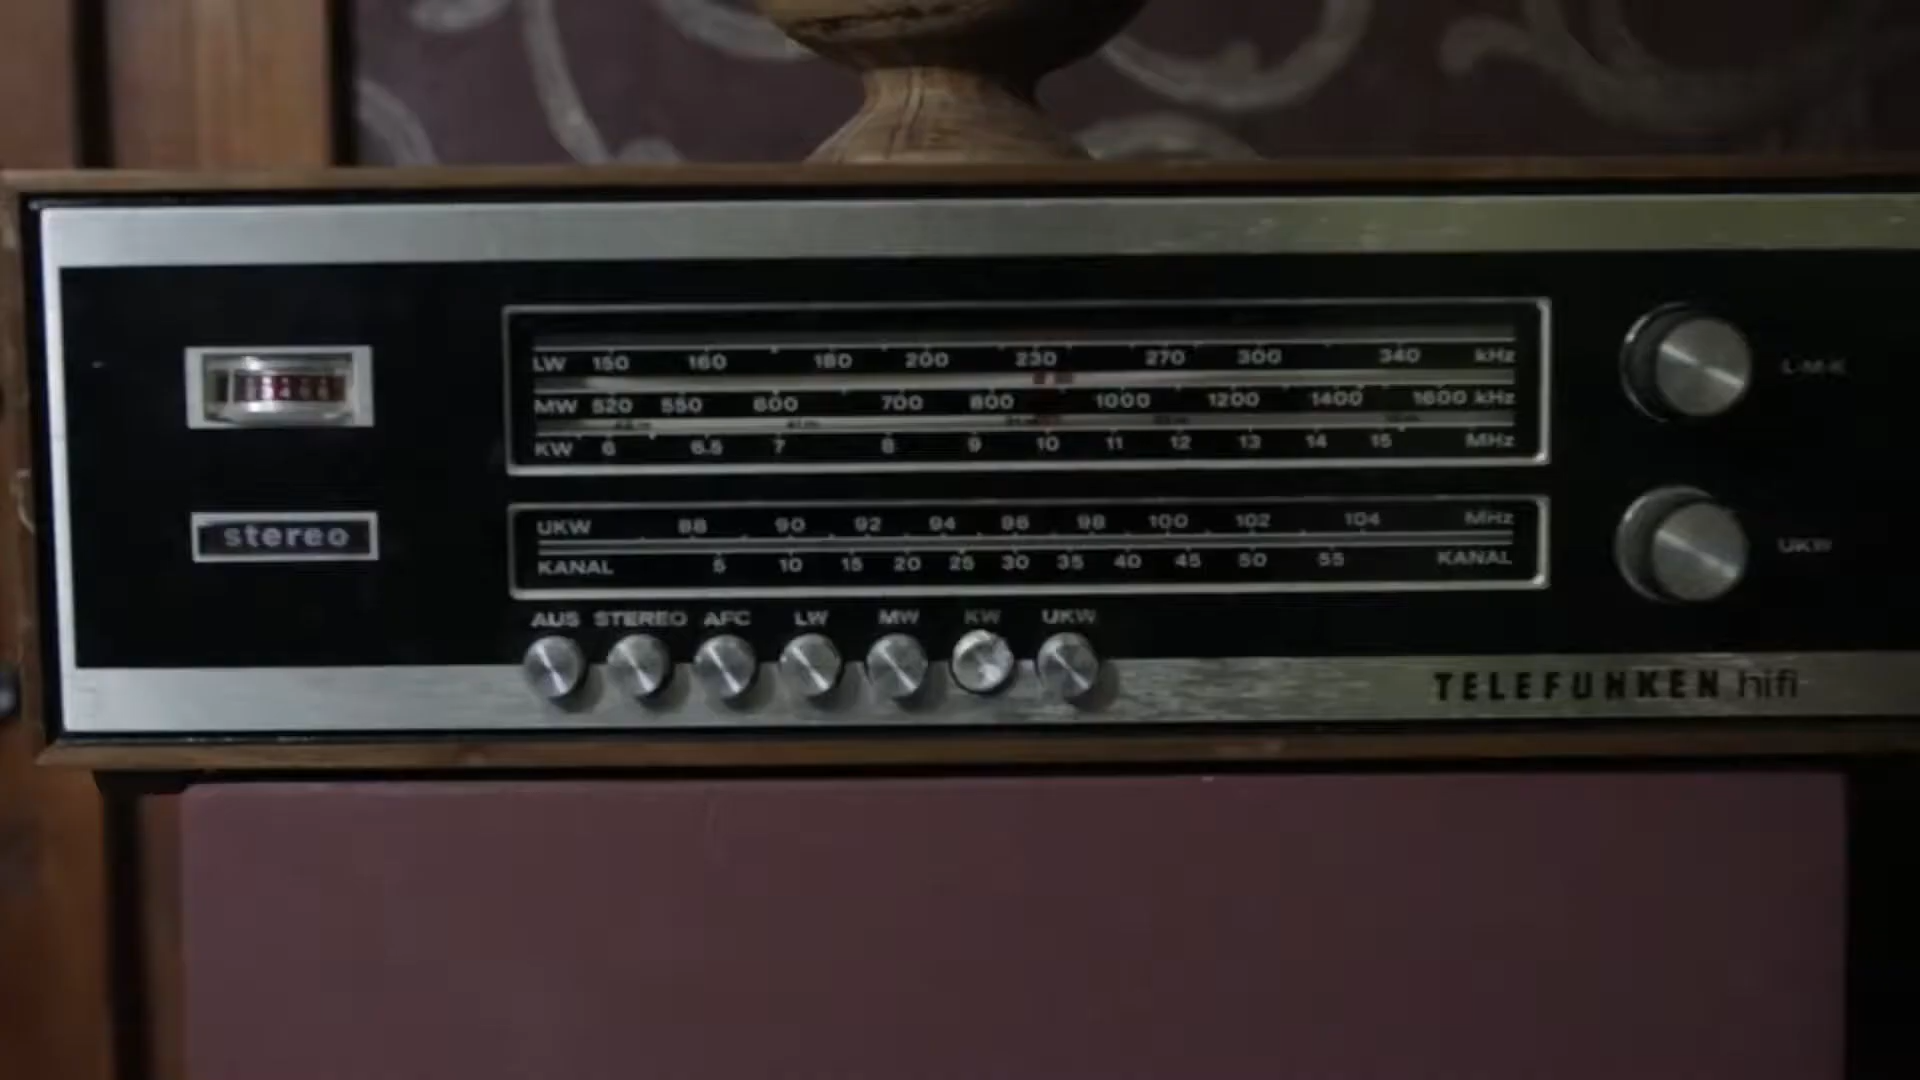 LW 150 160 180 200 230 270 300 340 kHz
MW 520 550 600 700 800 1000 1200 1400 1600 kHz
KW 6 6.5 7 8 9 10 11 12 13 14 15 MHz
stereo
UKW 88 90 92 94 96 98 100 102 104 MHz
KANAL 5 10 15 20 25 30 35 40 45 50 55 KANAL
AUS STEREO AFC LW MW KW UKW
L-M-K
UKW
TELEFUNKEN hifi